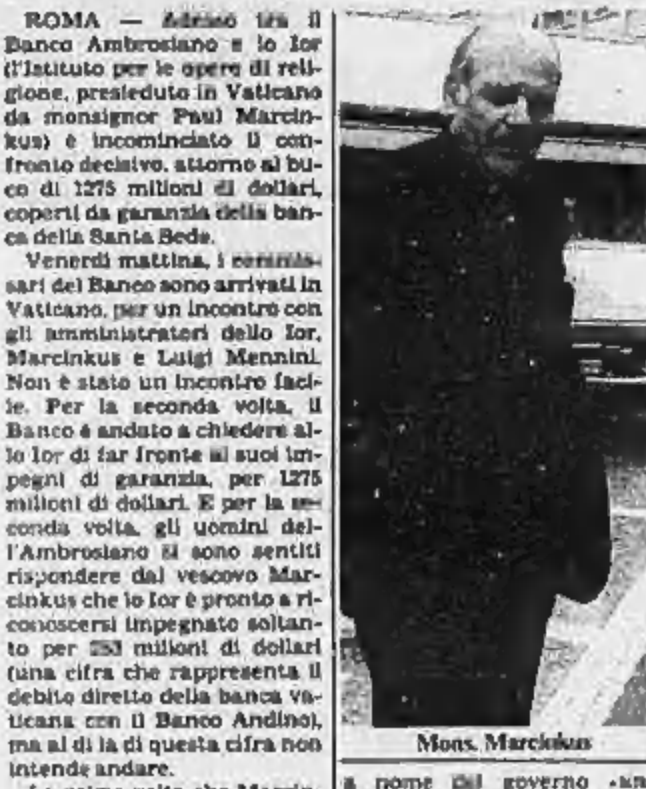 ROMA — Adesso tra il
Banco Ambrosiano e lo Ior
(l'Istituto per le opere di reli-
gione, presieduto in Vaticano
da monsignor Paul Marcin-
kus) è incominciato il con-
fronto decisivo, attorno al bu-
co di 1275 milioni di dollari,
coperti da garanzia della ban-
ca della Santa Sede.
Venerdì mattina, i commis-
sari del Banco sono arrivati in
Vaticano, per un incontro con
gli amministratori dello Ior,
Marcinkus e Luigi Mennini.
Non è stato un incontro faci-
le. Per la seconda volta, il
Banco è andato a chiedere al-
lo Ior di far fronte ai suoi im-
pegni di garanzia, per 1275
milioni di dollari. E per la se-
conda volta, gli uomini del-
l'Ambrosiano si sono sentiti
rispondere dal vescovo Mar-
cinkus che lo Ior è pronto a ri-
conoscersi impegnato soltan-
to per milioni di dollari
(una cifra che rappresenta il
debito diretto della banca va-
ticana con il Banco Andino),
ma al di la di questa cifra non
intende andare.
Mons. Marcinkus
a nome del governo